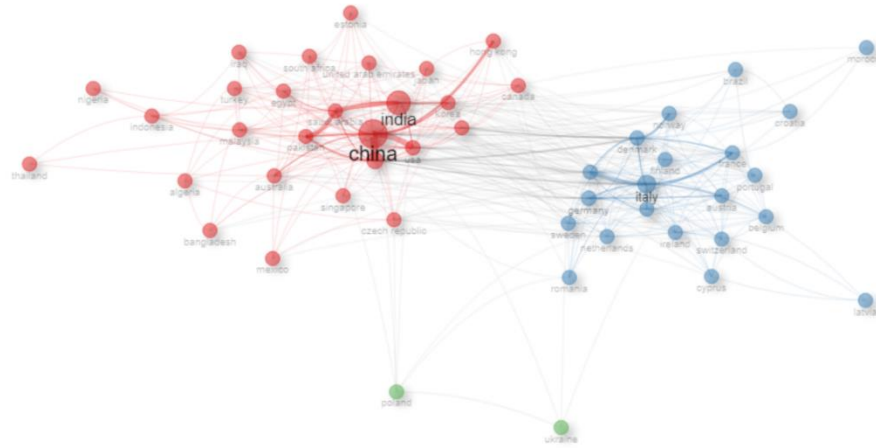 estonia
hong kong
morocco
iraq
south africa
united arab emirates
japan
brazil
nigeria
turkey
egypt
canada
indonesia
saudi arabia
korea
india
croatia
norway
malaysia
pakistan
usa
china
denmark
finland
france
thailand
algeria
australia
singapore
germany
italy
austria
portugal
bangladesh
czech republic
sweden
netherlands
ireland
switzerland
belgium
mexico
romania
cyprus
latvia
poland
ukraine